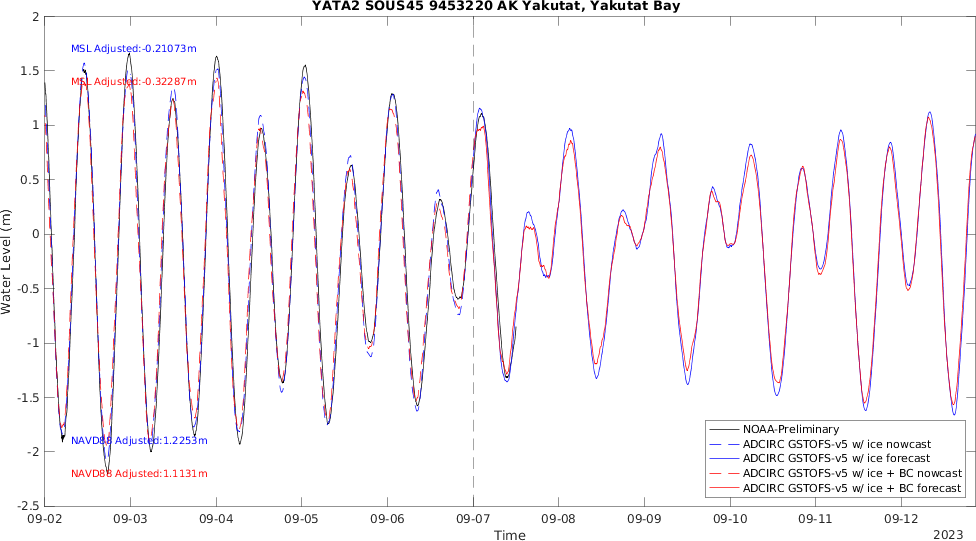 YATA2 SOUS45 9453220 AK Yakutat, Yakutat Bay
2
1.5
1
0.5
0
-0.5
-1
-1.5
-2
-2.5
Water Level (m)
MSL Adjusted:-0.21073m
MSL Adjusted:-0.32287m
NAVD88 Adjusted:1.2253m
NAVD88 Adjusted:1.1131m
NOAA-Preliminary
ADCIRC GSTOFS-v5 w/ ice nowcast
ADCIRC GSTOFS-v5 w/ ice forecast
ADCIRC GSTOFS-v5 w/ ice + BC nowcast
ADCIRC GSTOFS-v5 w/ ice + BC forecast
09-02 09-03 09-04 09-05 09-06 09-07 09-08 09-09 09-10 09-11 09-12
Time
2023